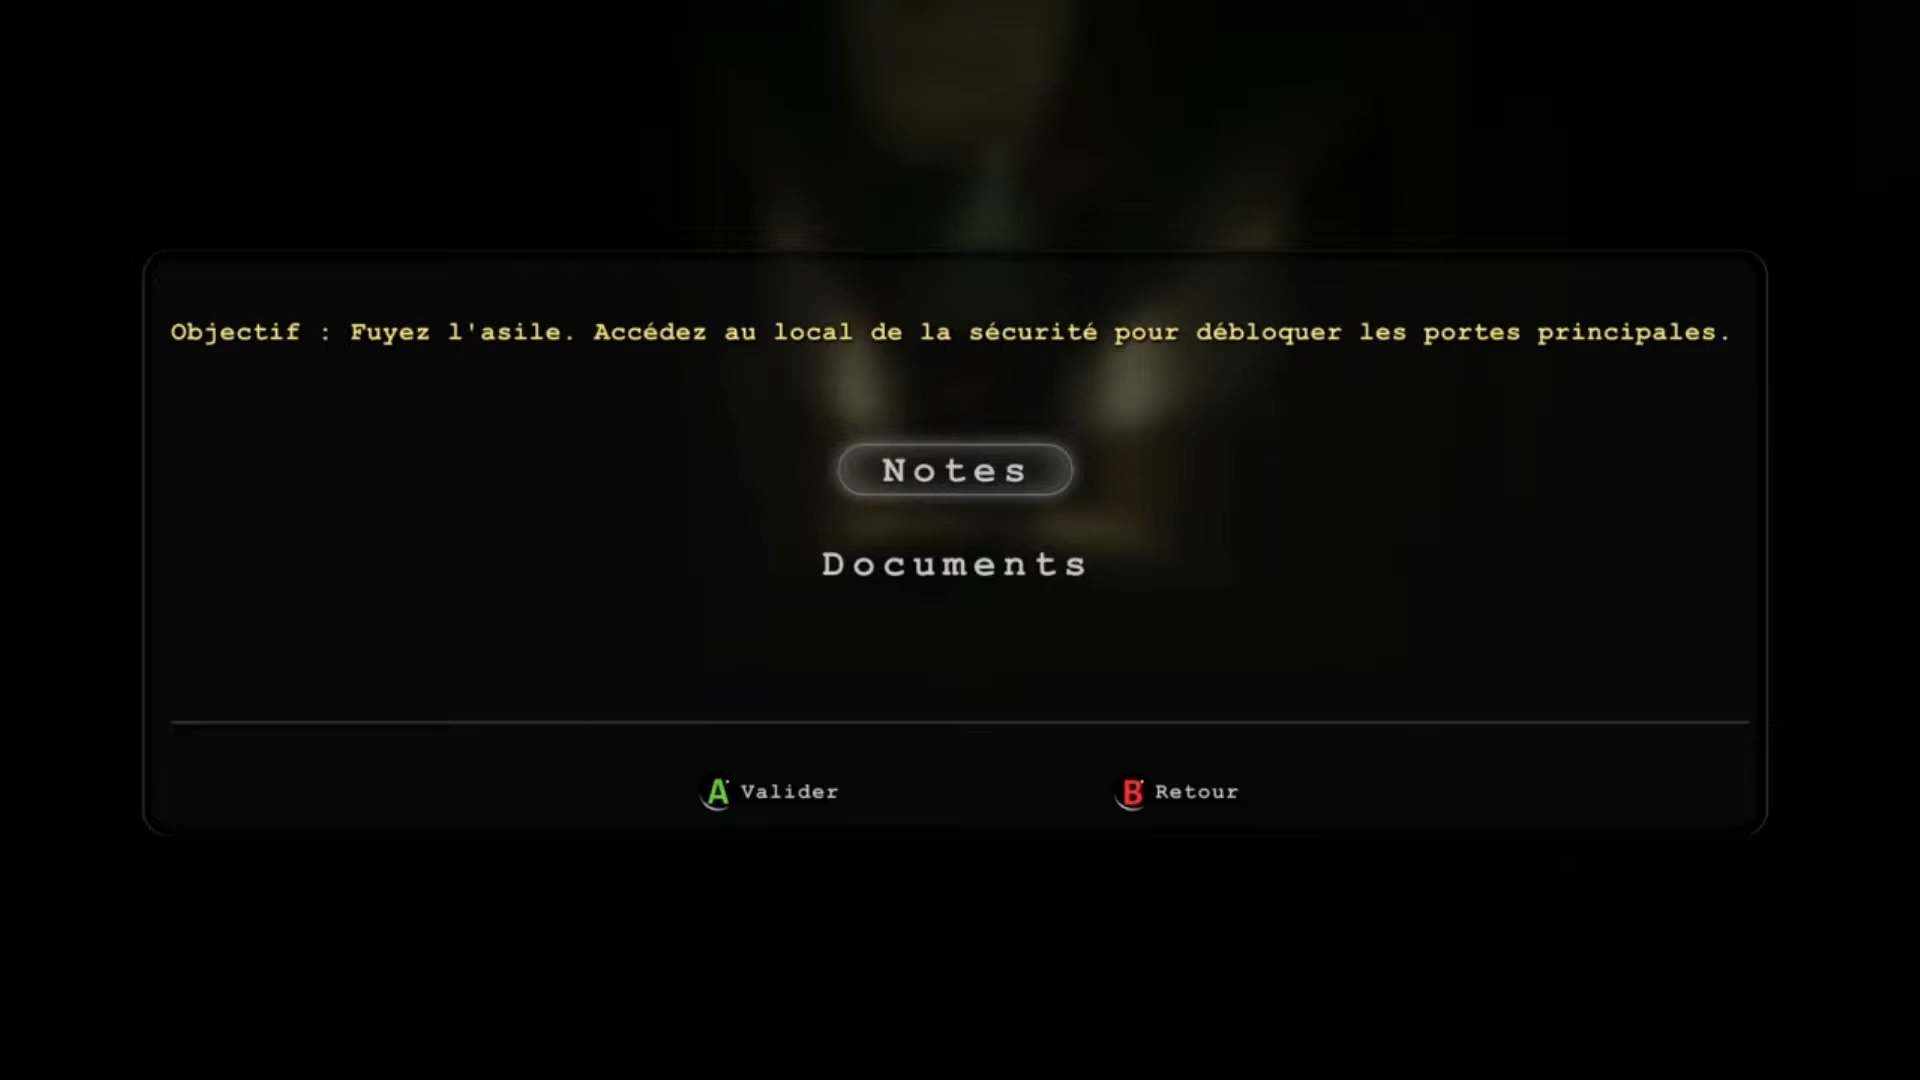 Objectif : Fuyez l'asile. Accédez au local de la sécurité pour débloquer les portes principales.
Notes
Documents
A Valider B Retour